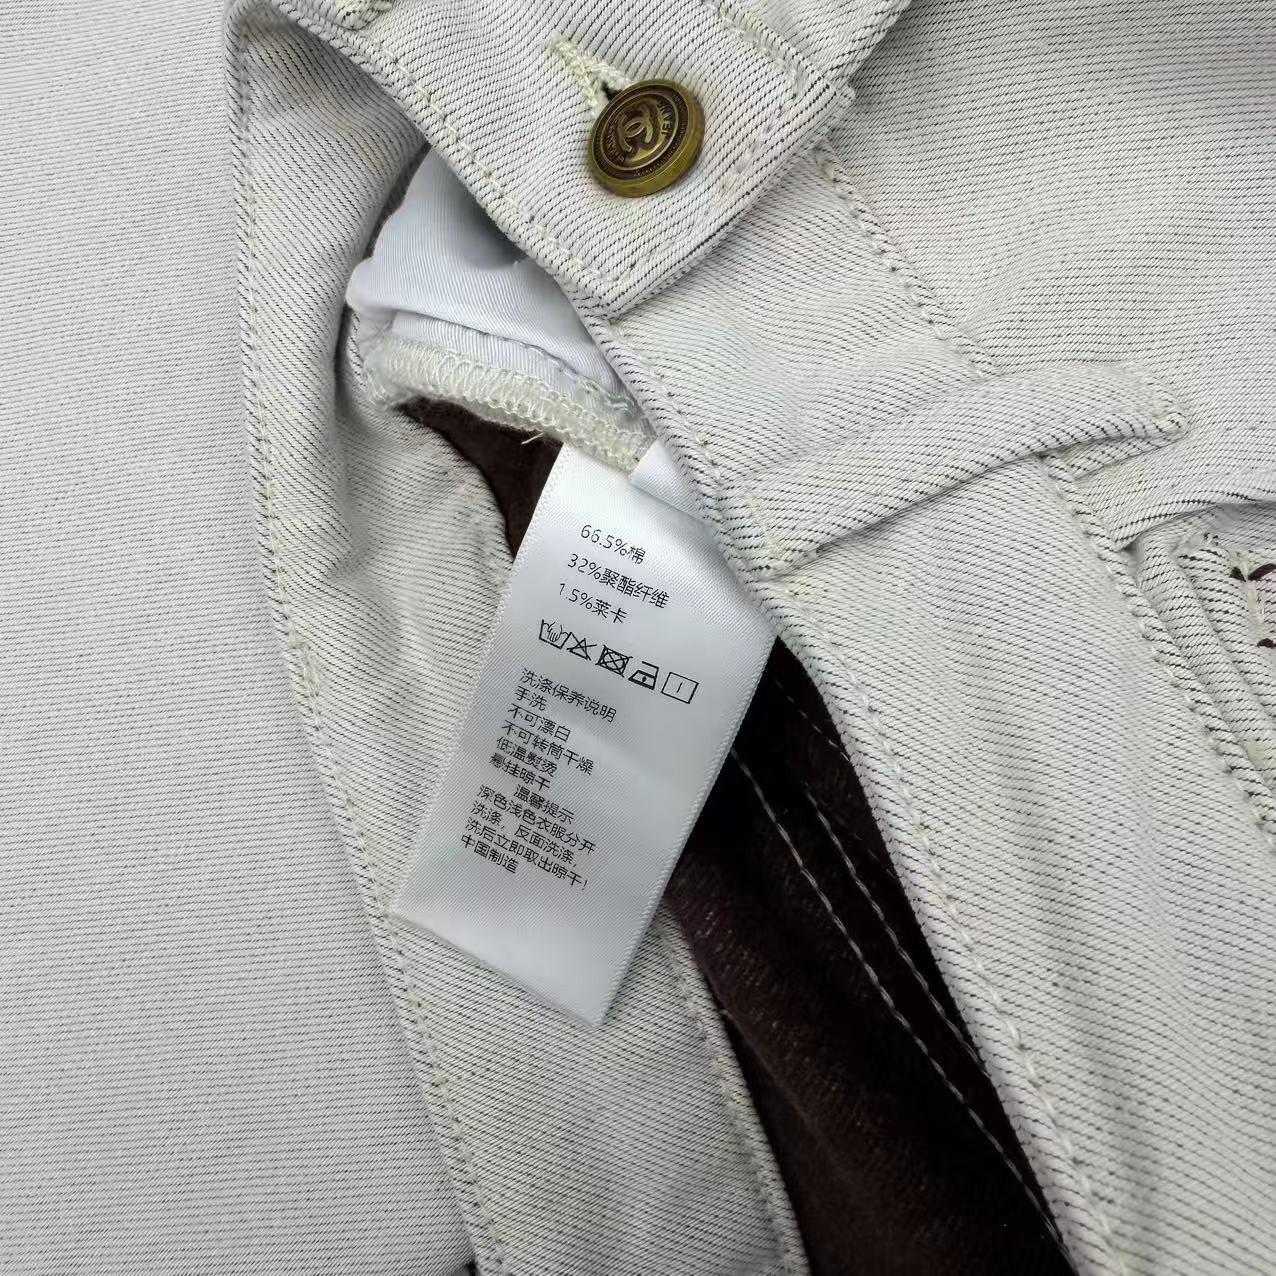 66.5%棉
32%聚酯纤维
1.5%莱卡
洗涤保养说明
手洗
不可漂白
不可转筒干燥
低温熨烫
悬挂晾干
温馨提示
深色浅色衣服分开
洗涤，反面洗涤，
洗后立即取出晾干！
中国制造